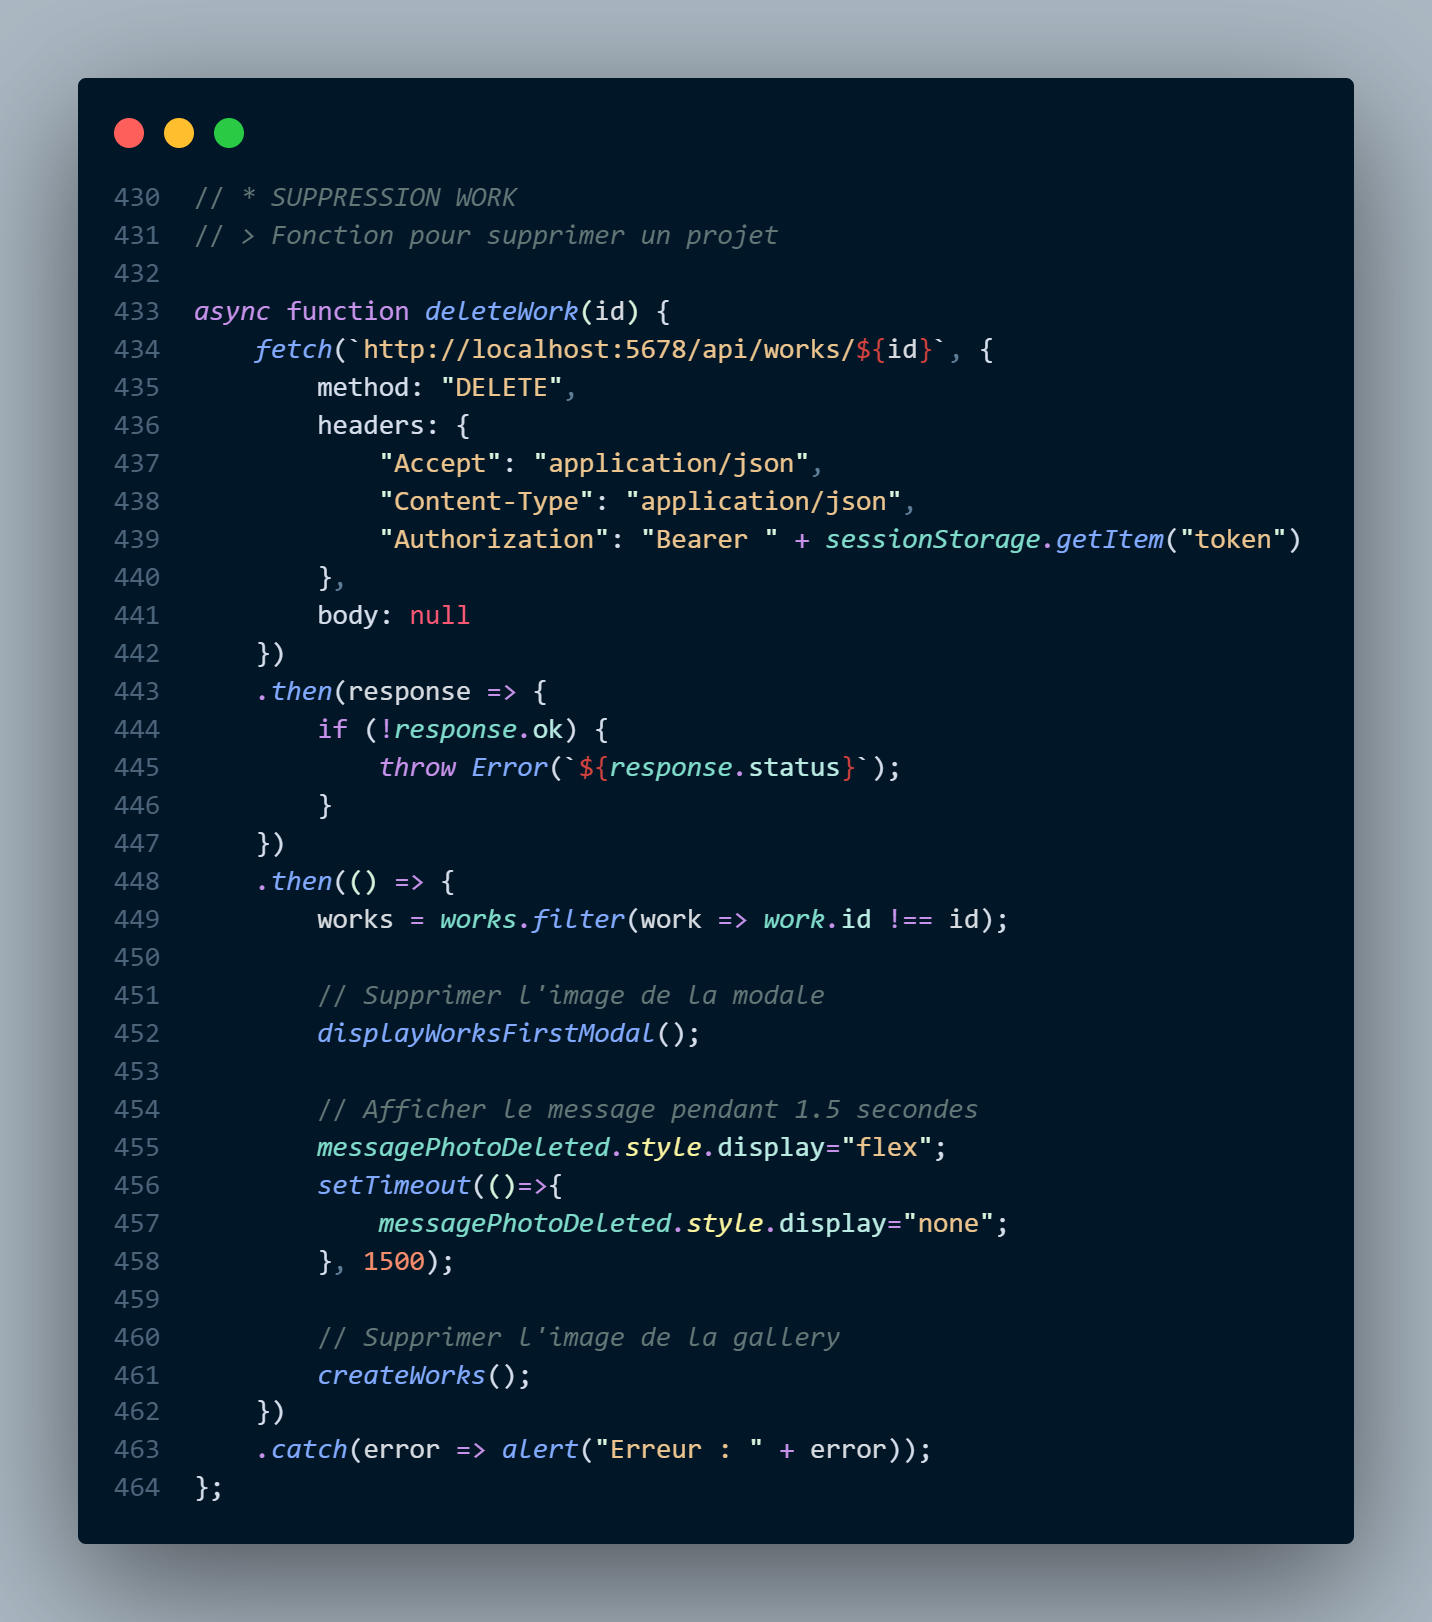 430 // * SUPPRESSION WORK
431 // > Fonction pour supprimer un projet
432
433 async function deleteWork(id) {
434     fetch(`http://localhost:5678/api/works/${id}`, {
435         method: "DELETE",
436         headers: {
437             "Accept": "application/json",
438             "Content-Type": "application/json",
439             "Authorization": "Bearer " + sessionStorage.getItem("token")
440         },
441         body: null
442     })
443     .then(response => {
444         if (!response.ok) {
445             throw Error(`${response.status}`);
446         }
447     })
448     .then(() => {
449         works = works.filter(work => work.id !== id);
450
451         // Supprimer l'image de la modale
452         displayWorksFirstModal();
453
454         // Afficher le message pendant 1.5 secondes
455         messagePhotoDeleted.style.display="flex";
456         setTimeout(()=>{
457             messagePhotoDeleted.style.display="none";
458         }, 1500);
459
460         // Supprimer l'image de la gallery
461         createWorks();
462     })
463     .catch(error => alert("Erreur : " + error));
464 };